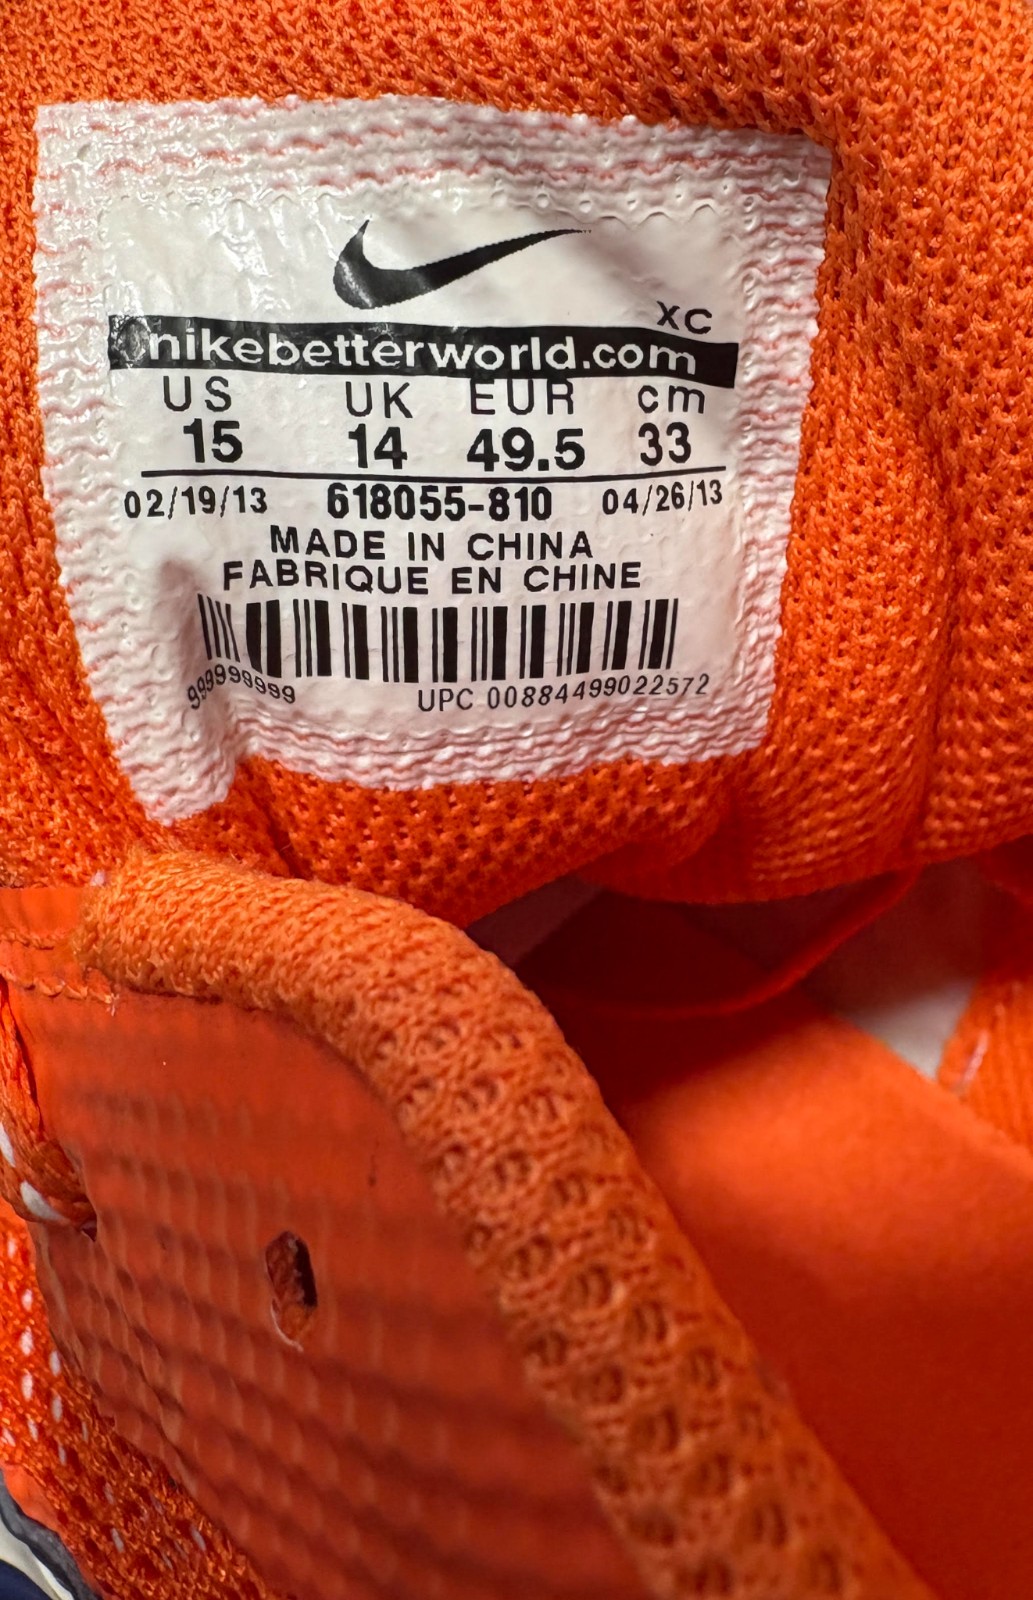 XC
nikebetterworld.com
US UK EUR cm
15 14 49.5 33
02/19/13 618055-810 04/26/13
MADE IN CHINA
FABRIQUE EN CHINE
999999999 UPC 00884499022572